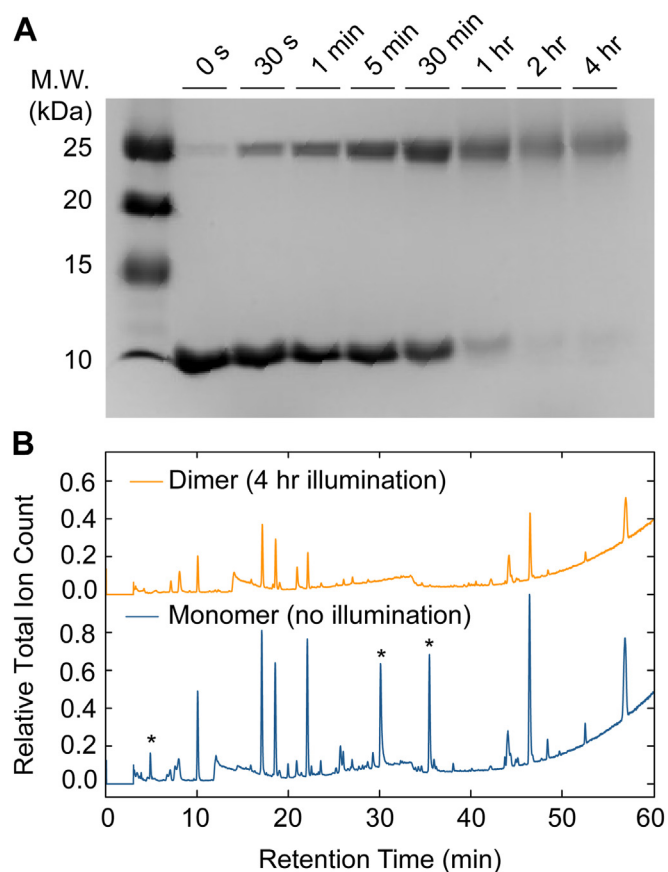 A
M.W.
(kDa)
0 s
30 s
1 min
5 min
30 min
1 hr
2 hr
4 hr
25
20
15
10
B
Relative Total Ion Count
0.6
0.4
0.2
0.0
Dimer (4 hr illumination)
0.8
0.6
0.4
0.2
0.0
Monomer (no illumination)
*
*
*
0
10
20
30
40
50
60
Retention Time (min)